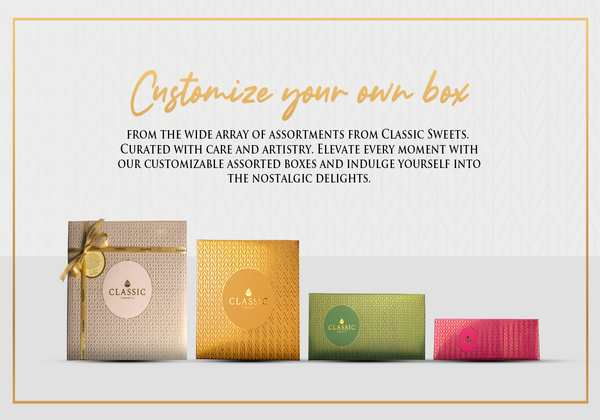 Customize your own box
FROM THE WIDE ARRAY OF ASSORTMENTS FROM CLASSIC SWEETS.
CURATED WITH CARE AND ARTISTRY. ELEVATE EVERY MOMENT WITH
OUR CUSTOMIZABLE ASSORTED BOXES AND INDULGE YOURSELF INTO
THE NOSTALGIC DELIGHTS.
CLASSIC
CLASSIC
CLASSIC